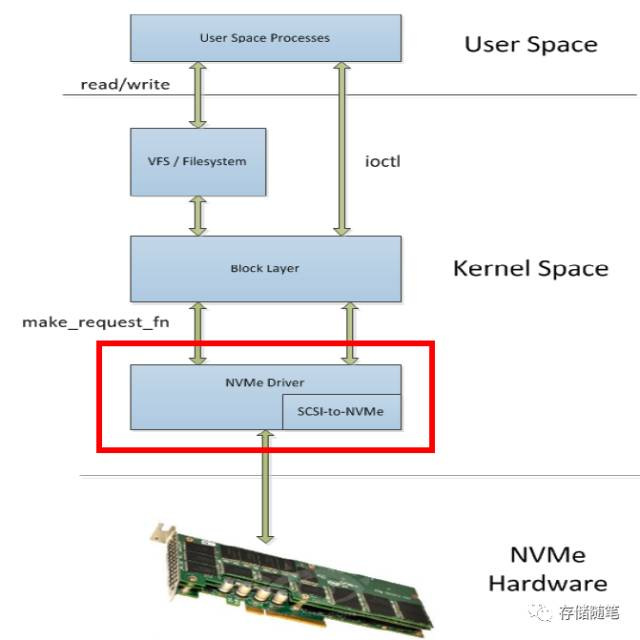 User Space Processes
User Space
read/write
VFS / Filesystem
ioctl
Block Layer
Kernel Space
make_request_fn
NVMe Driver
SCSI-to-NVMe
NVMe
Hardware
存储随笔